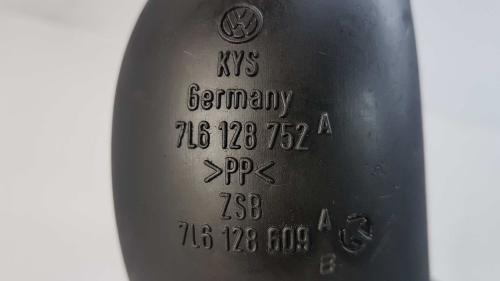 KYS
Germany
7L6 128 752 A
>PP<
ZSB
7L6 128 609 A
B